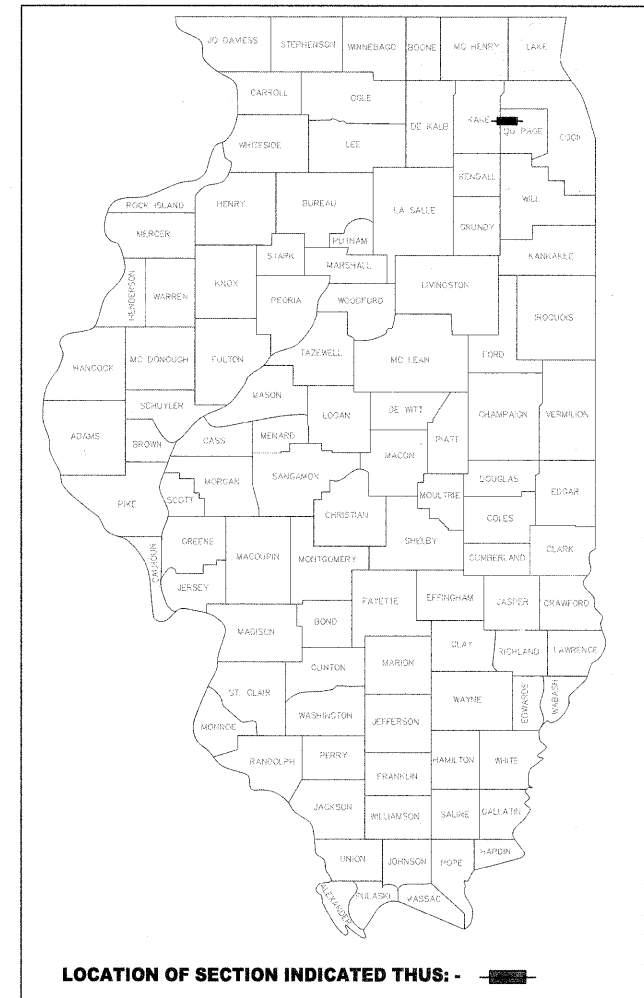 JO DAVIESS
STEPHENSON
WINNEBAGO
BOONE
MC HENRY
LAKE
CARROLL
OGLE
DE KALB
KANE
DU PAGE
COOK
WHITESIDE
LEE
KENDALL
WILL
ROCK ISLAND
HENRY
BUREAU
LA SALLE
GRUNDY
MERCER
PUTNAM
KANKAKEE
STARK
MARSHALL
HENDERSON
WARREN
KNOX
PEORIA
WOODFORD
LIVINGSTON
IROQUOIS
HANCOCK
MC DONOUGH
FULTON
TAZEWELL
MC LEAN
FORD
MASON
SCHUYLER
LOGAN
DE WITT
CHAMPAIGN
VERMILION
ADAMS
BROWN
CASS
MENARD
MACON
PIATT
MORGAN
SANGAMON
DOUGLAS
EDGAR
PIKE
SCOTT
CHRISTIAN
MOULTRIE
COLES
GREENE
MACOUPIN
MONTGOMERY
SHELBY
CUMBERLAND
CLARK
CALHOUN
JERSEY
FAYETTE
EFFINGHAM
JASPER
CRAWFORD
MADISON
BOND
CLAY
RICHLAND
LAWRENCE
CLINTON
MARION
ST. CLAIR
WAYNE
EDWARDS
WABASH
WASHINGTON
JEFFERSON
MONROE
RANDOLPH
PERRY
HAMILTON
WHITE
FRANKLIN
JACKSON
WILLIAMSON
SALINE
GALLATIN
UNION
JOHNSON
POPE
HARDIN
ALEXANDER
PULASKI
MASSAC
LOCATION OF SECTION INDICATED THUS: -